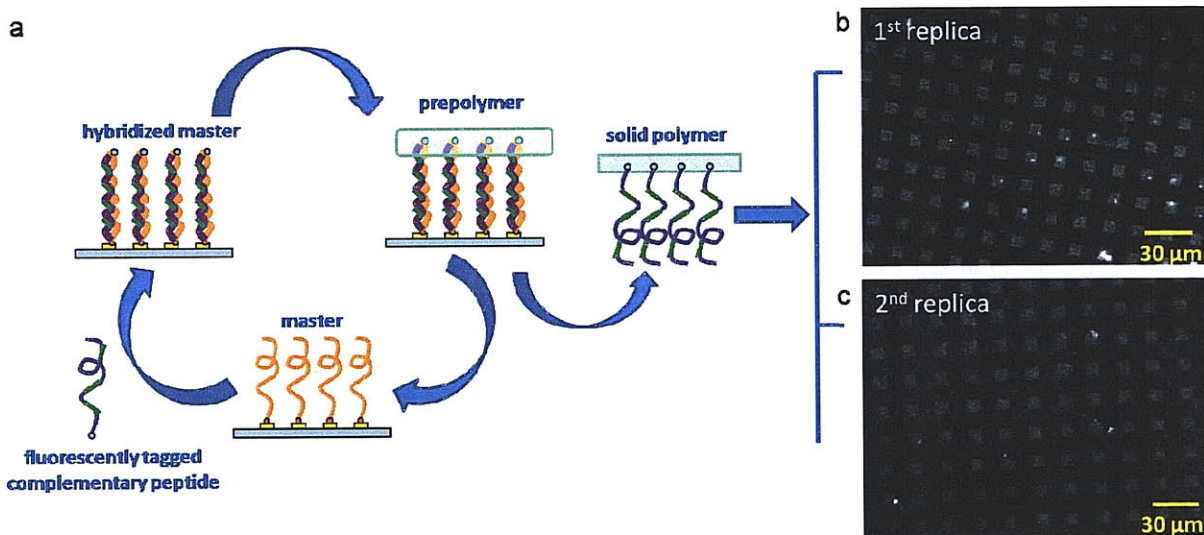 a
hybridized master
prepolymer
solid polymer
master
fluorescently tagged
complementary peptide
b
1st replica
30 µm
c
2nd replica
30 µm